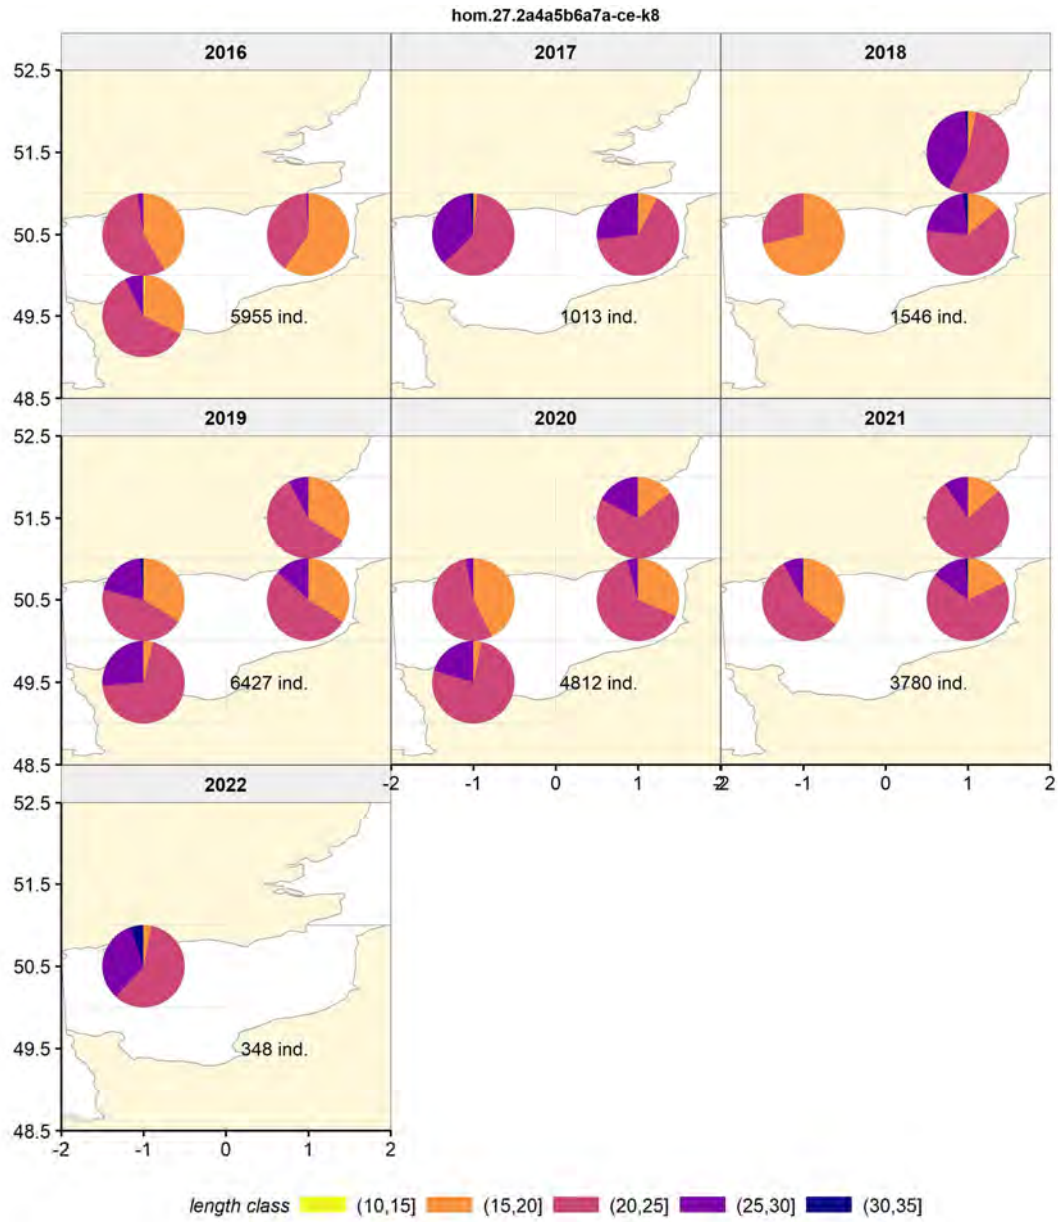 hom.27.2a4a5b6a7a-ce-k8
2016 2017 2018
52.5
51.5
50.5
49.5
48.5
5955 ind. 1013 ind. 1546 ind.
2019 2020 2021
52.5
51.5
50.5
49.5
48.5
6427 ind. 4812 ind. 3780 ind.
-2 -1 0 1 2 -2 -1 0 1 2
2022
52.5
51.5
50.5
49.5
48.5
348 ind.
-2 -1 0 1 2
length class (10,15] (15,20] (20,25] (25,30] (30,35]